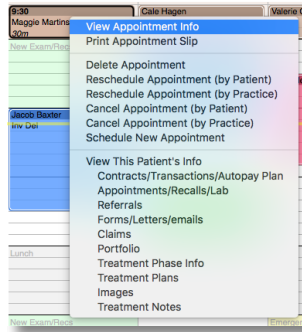 9:30
Cale Hagen
Valerie
Maggie Martins
30m
View Appointment Info
Print Appointment Slip
New Exam/Recs
Delete Appointment
Reschedule Appointment (by Patient)
Reschedule Appointment (by Practice)
Cancel Appointment (by Patient)
Cancel Appointment (by Practice)
Schedule New Appointment
Jacob Baxter
Inv Del
View This Patient's Info
Contracts/Transactions/Autopay Plan
Appointments/Recalls/Lab
Referrals
Forms/Letters/emails
Claims
Portfolio
Treatment Phase Info
Treatment Plans
Images
Treatment Notes
Lunch
New Exam/Recs
Emerger